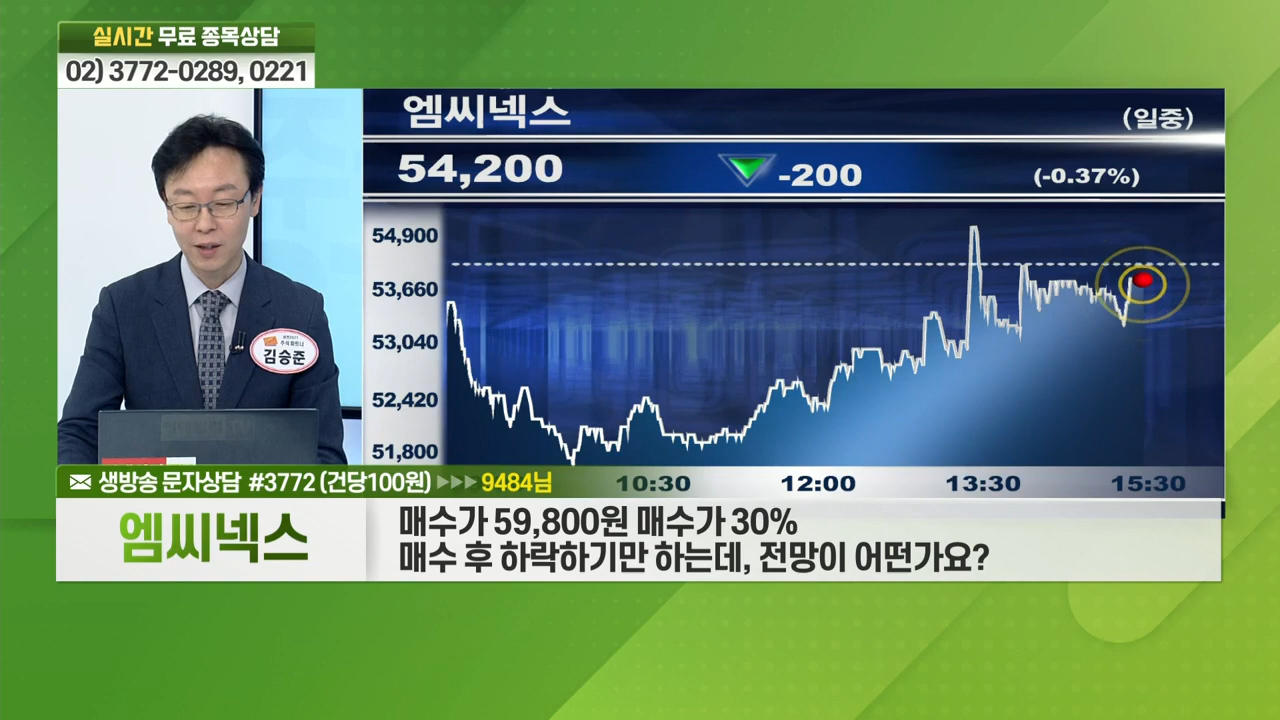 실시간 무료 종목상담
02) 3772-0289, 0221
엠씨넥스
(일중)
54,200
-200
(-0.37%)
54,900
53,660
53,040
52,420
51,800
주식 파트너
김승준
10:30
12:00
13:30
15:30
생방송 문자상담 #3772 (건당100원)
9484님
엠씨넥스
매수가 59,800원 매수가 30%
매수 후 하락하기만 하는데, 전망이 어떤가요?